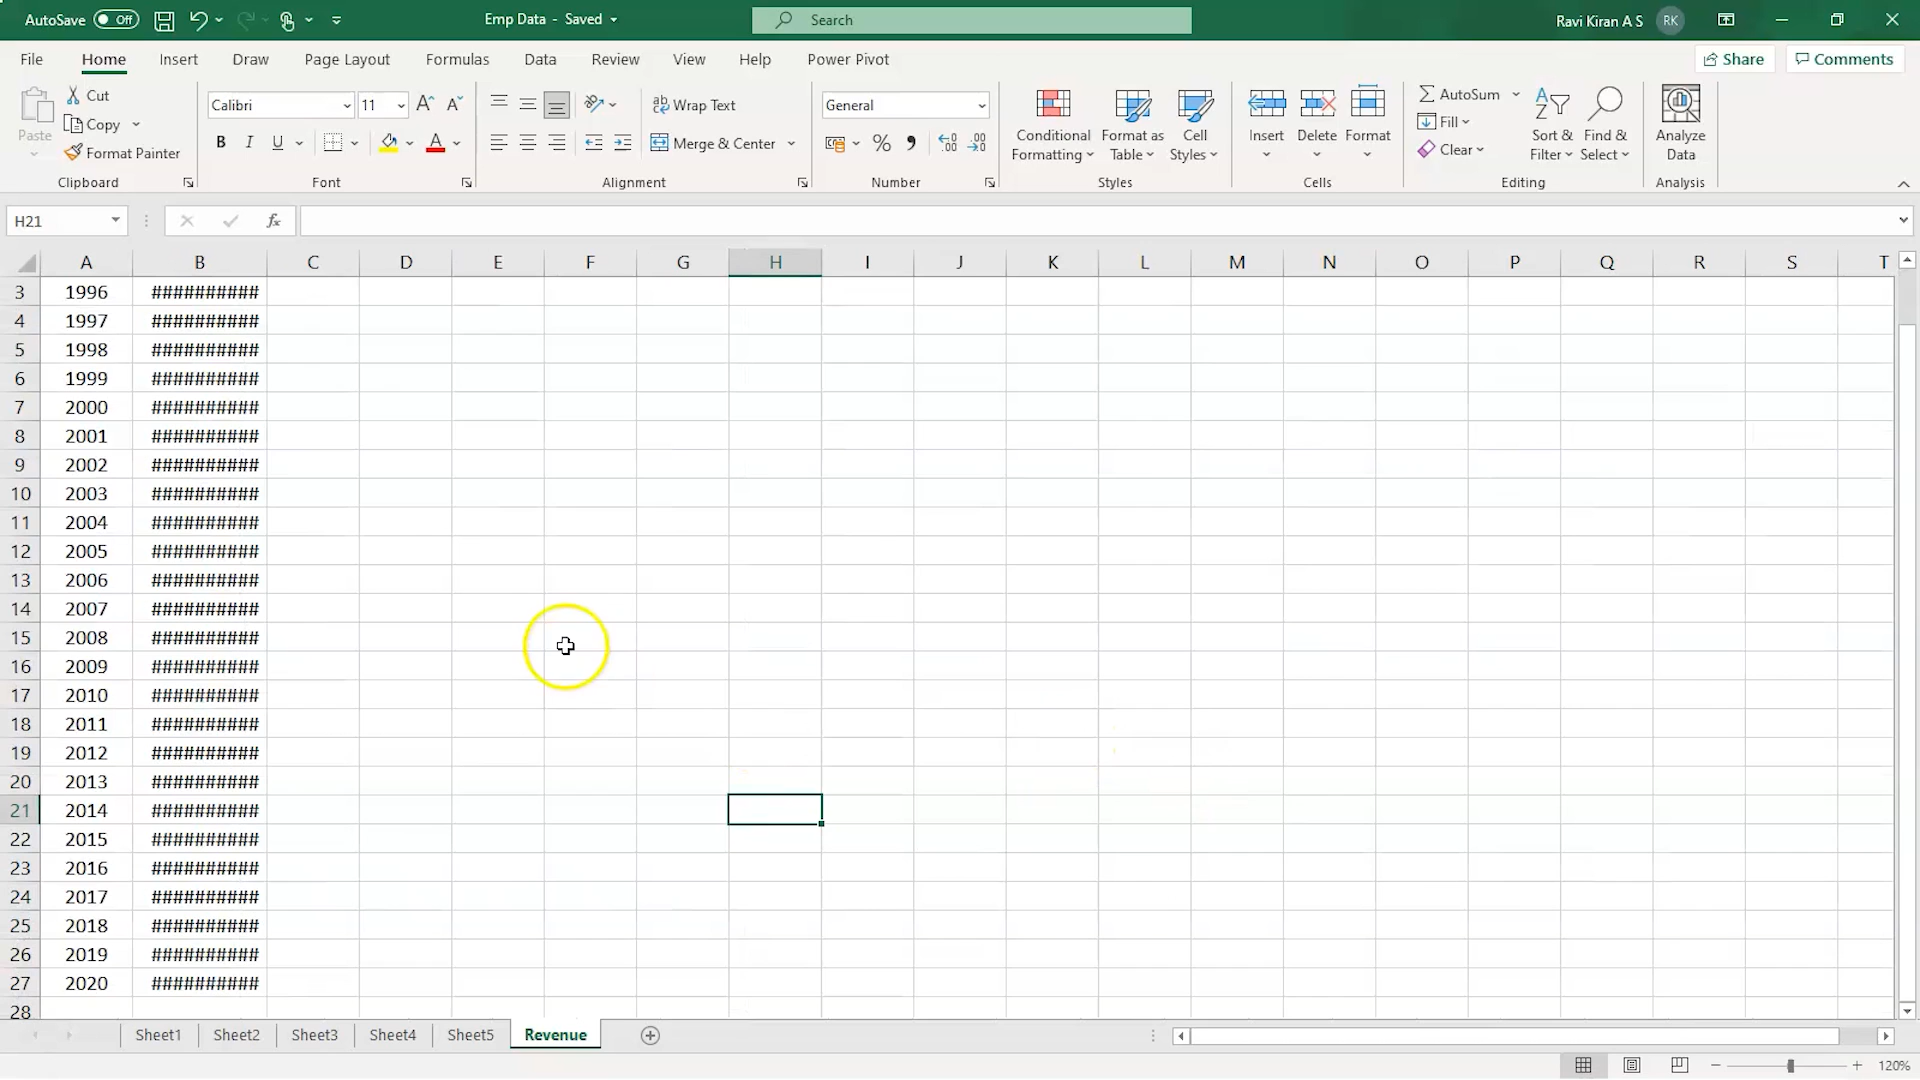 AutoSave Off Emp Data - Saved Search Ravi Kiran A S RK
File Home Insert Draw Page Layout Formulas Data Review View Help Power Pivot Share Comments
Paste Cut Copy Format Painter Clipboard
Calibri 11 B I U A Font
Wrap Text Merge & Center Alignment
General % , Number
Conditional Formatting Format as Table Cell Styles Styles
Insert Delete Format Cells
AutoSum Fill Clear Sort & Filter Find & Select Editing
Analyze Data Analysis
H21 fx
A B C D E F G H I J K L M N O P Q R S T
3 1996 ##########
4 1997 ##########
5 1998 ##########
6 1999 ##########
7 2000 ##########
8 2001 ##########
9 2002 ##########
10 2003 ##########
11 2004 ##########
12 2005 ##########
13 2006 ##########
14 2007 ##########
15 2008 ##########
16 2009 ##########
17 2010 ##########
18 2011 ##########
19 2012 ##########
20 2013 ##########
21 2014 ##########
22 2015 ##########
23 2016 ##########
24 2017 ##########
25 2018 ##########
26 2019 ##########
27 2020 ##########
28
Sheet1 Sheet2 Sheet3 Sheet4 Sheet5 Revenue
120%